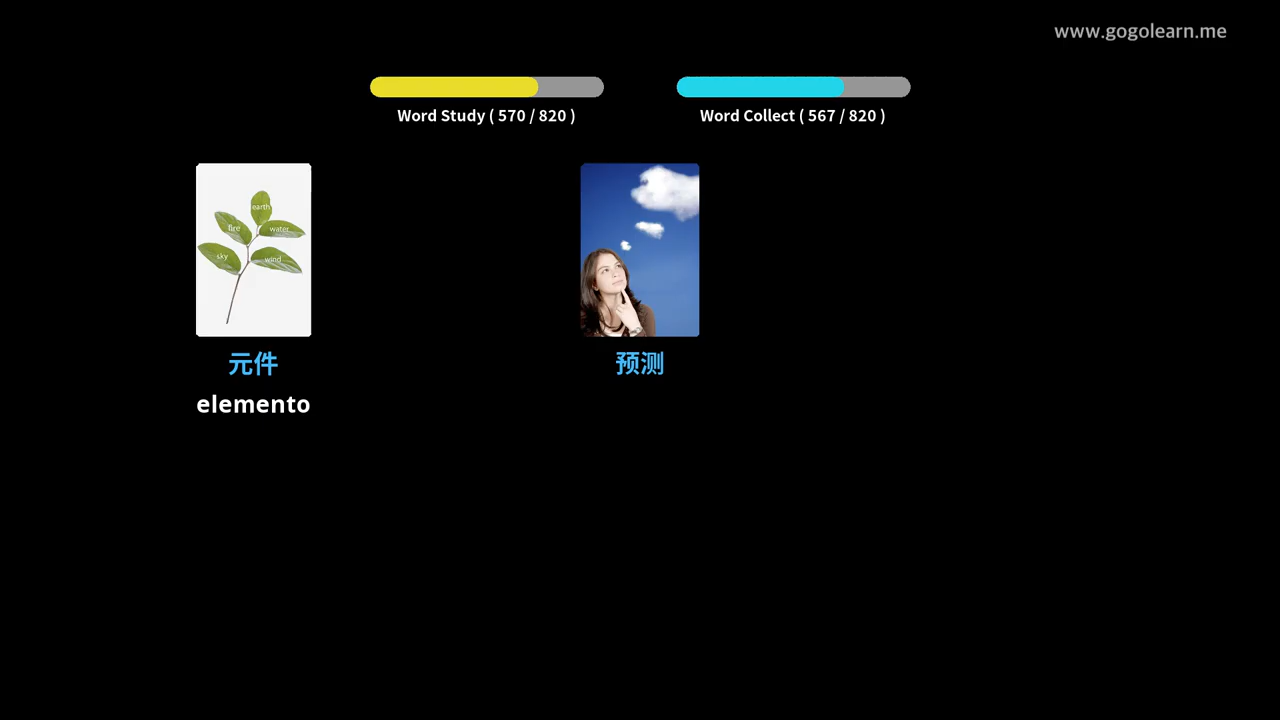 www.gogolearn.me
Word Study ( 570 / 820 )
Word Collect ( 567 / 820 )
earth
fire
water
sky
wind
元件
预测
elemento